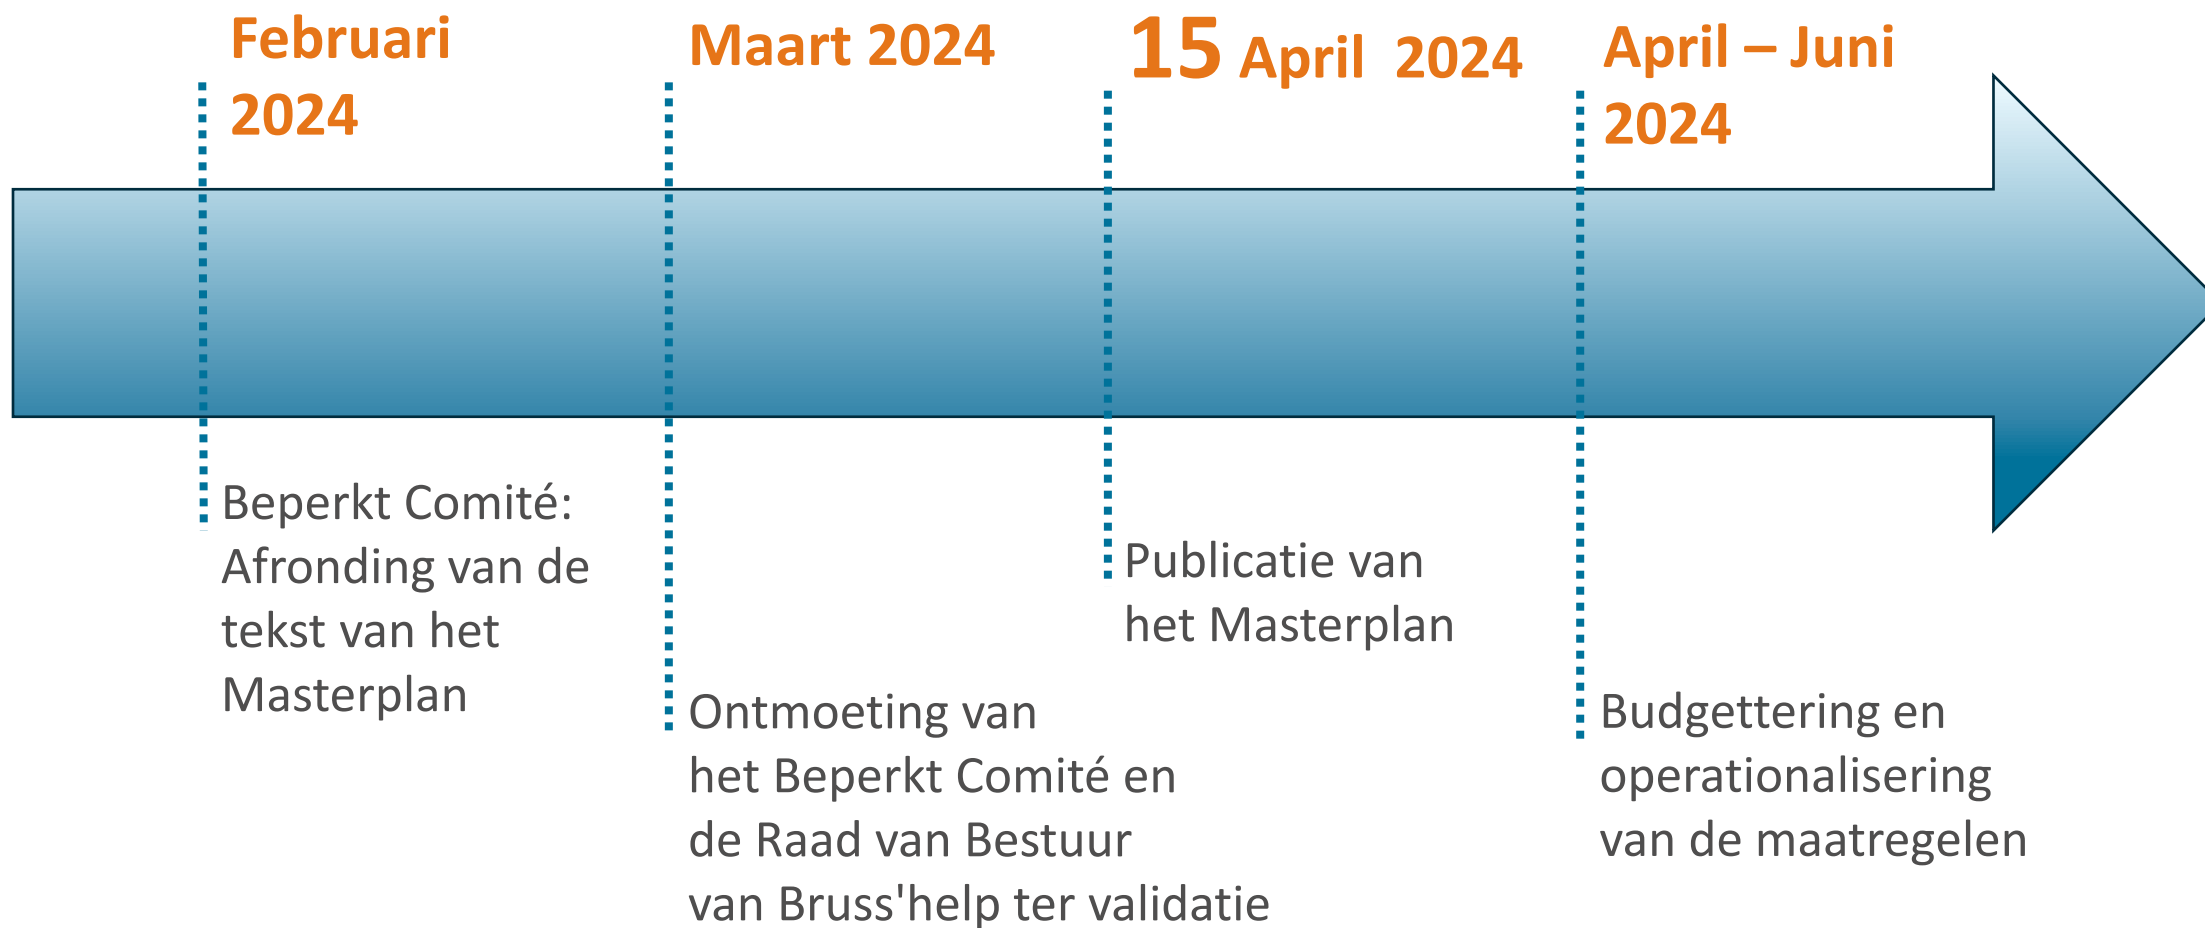 Februari
2024
Beperkt Comité:
Afronding van de
tekst van het
Masterplan
Maart 2024
Ontmoeting van
het Beperkt Comité en
de Raad van Bestuur
van Bruss'help ter validatie
15 April 2024
Publicatie van
het Masterplan
April – Juni
2024
Budgettering en
operationalisering
van de maatregelen